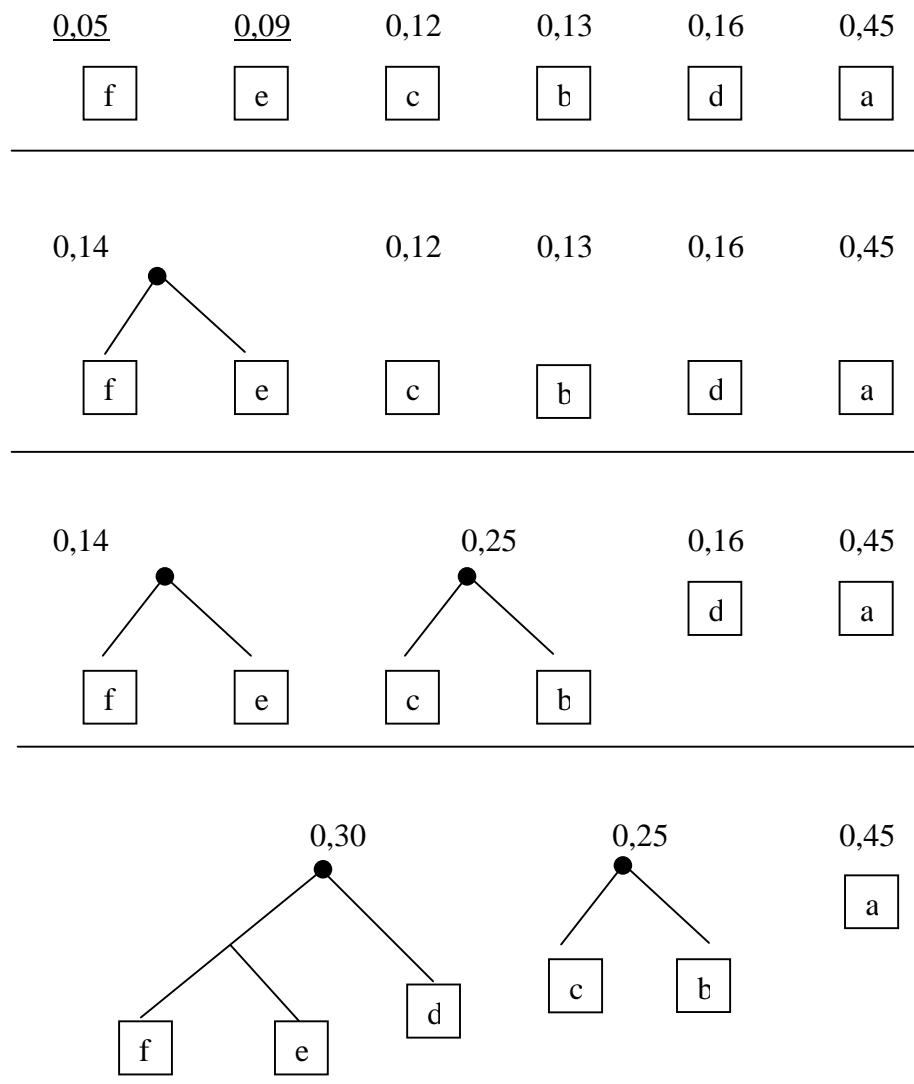 0,05 0,09 0,12 0,13 0,16 0,45
f e c b d a
0,14 0,12 0,13 0,16 0,45
f e c b d a
0,14 0,25 0,16 0,45
d a
f e c b
0,30 0,25 0,45
a
c b
d
f e